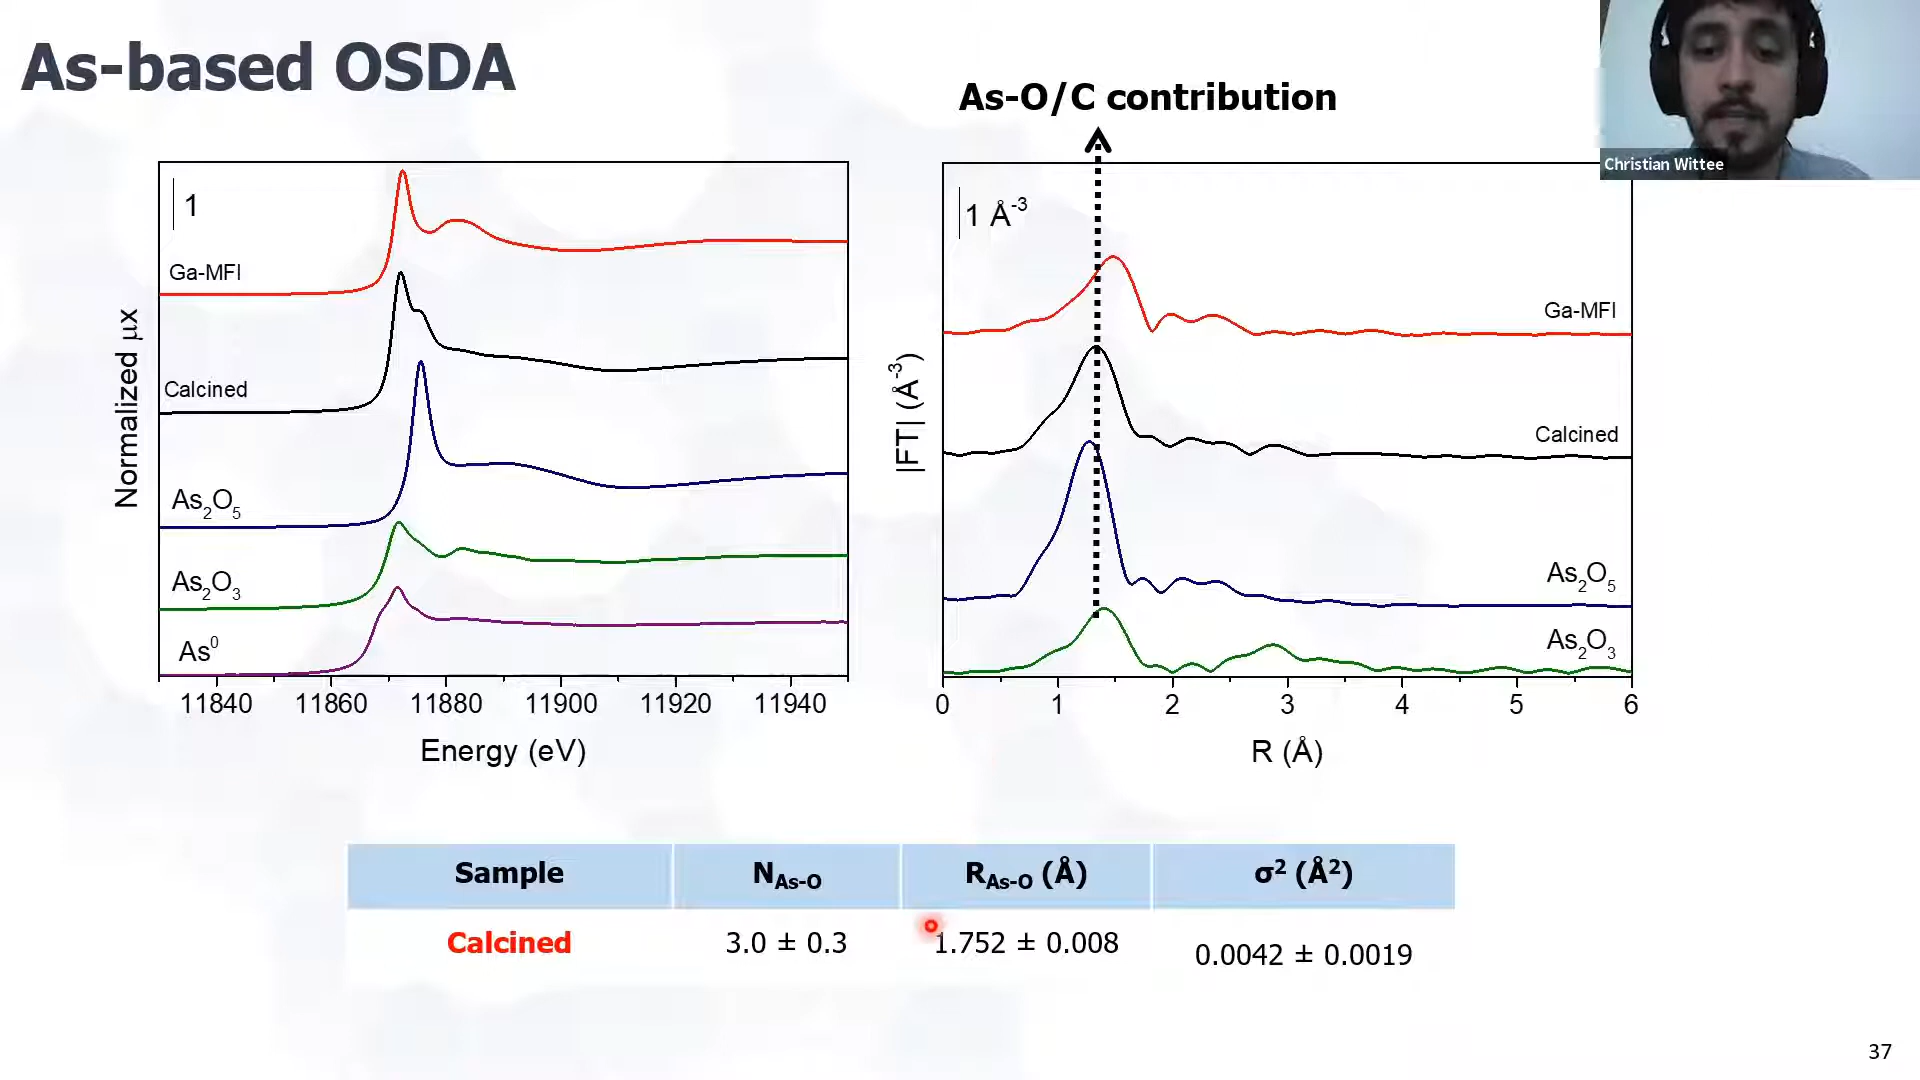 As-based OSDA
As-O/C contribution
Christian Wittee
1
Ga-MFI
Calcined
As₂O₅
As₂O₃
As⁰
Normalized μx
11840 11860 11880 11900 11920 11940
Energy (eV)
1 Å⁻³
Ga-MFI
Calcined
As₂O₅
As₂O₃
|FT| (Å⁻³)
0 1 2 3 4 5 6
R (Å)
Sample N_As-O R_As-O (Å) σ² (Å²)
Calcined 3.0 ± 0.3 1.752 ± 0.008 0.0042 ± 0.0019
37